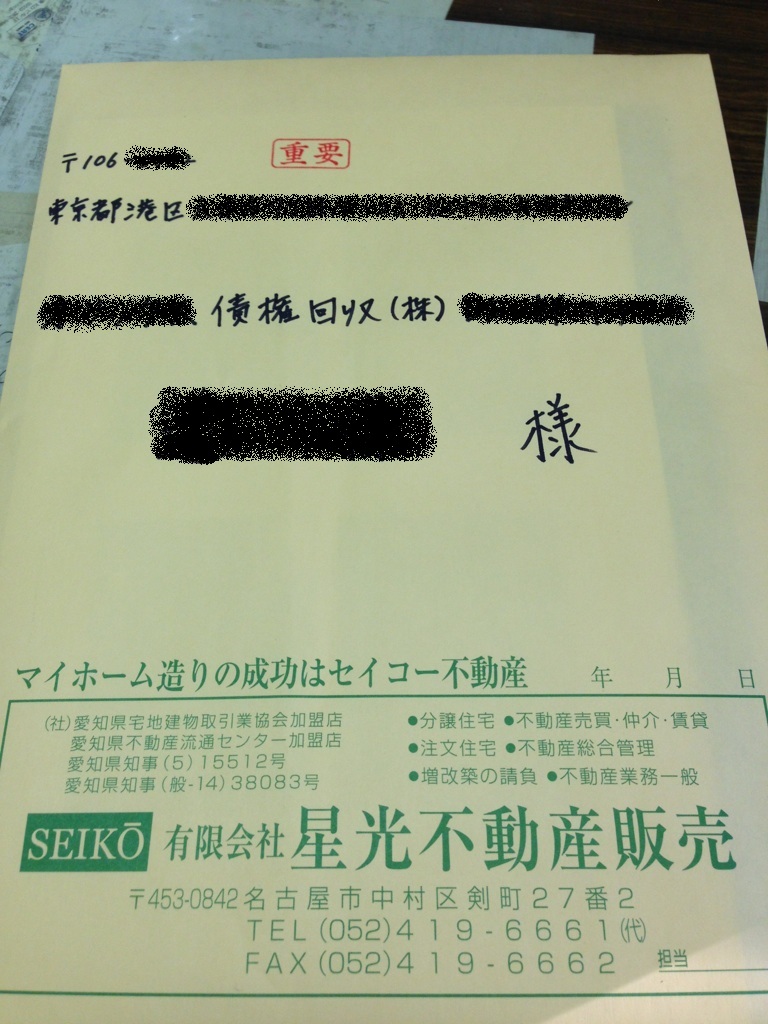 〒106
重要
東京都港区
債権回収(株)
様
マイホーム造りの成功はセイコー不動産 年 月 日
(社)愛知県宅地建物取引業協会加盟店
愛知県不動産流通センター加盟店
愛知県知事(5)15512号
愛知県知事(般-14)38083号
●分譲住宅 ●不動産売買・仲介・賃貸
●注文住宅 ●不動産総合管理
●増改築の請負 ●不動産業務一般
SEIKŌ 有限会社 星光不動産販売
〒453-0842 名古屋市中村区剣町27番2
TEL(052)419-6661(代)
FAX(052)419-6662 担当